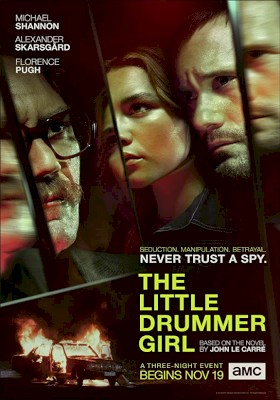 MICHAEL
SHANNON
ALEXANDER
SKARSGÅRD
FLORENCE
PUGH
SEDUCTION. MANIPULATION. BETRAYAL.
NEVER TRUST A SPY.
THE
LITTLE
DRUMMER
GIRL
BASED ON THE NOVEL
BY JOHN LE CARRÉ
A THREE-NIGHT EVENT
BEGINS NOV 19
aMC